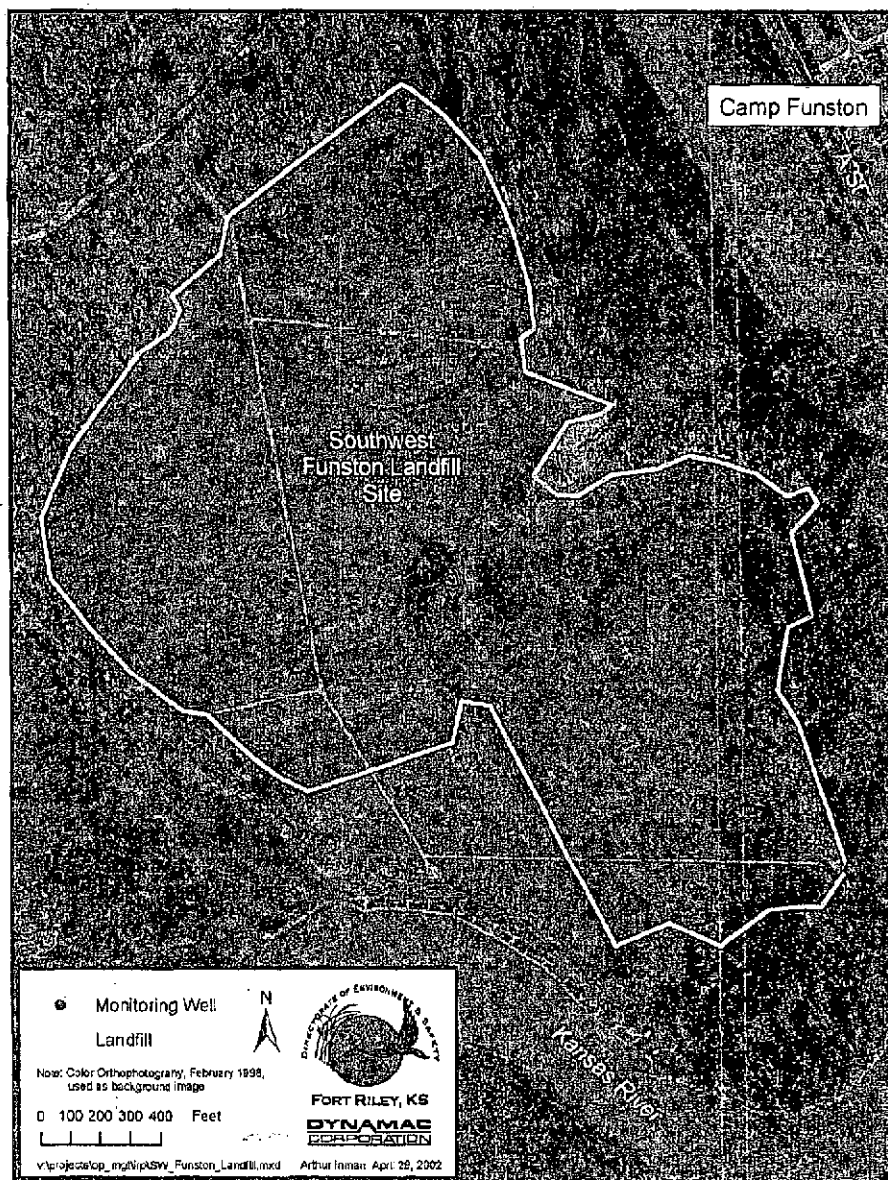 Camp Funston
A St
Southwest
Funston Landfill
Site
Kansas River
Monitoring Well
Landfill
N
DIRECTORATE OF ENVIRONMENT & SAFETY
FORT RILEY, KS
DYNAMAC
CORPORATION
Note: Color Orthophotography, February 1998,
used as background image
0 100 200 300 400 Feet
Arthur Inman April 29, 2002